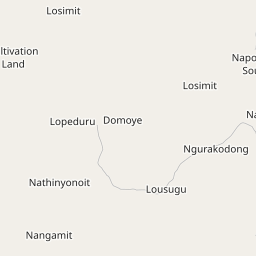 Losimit
ltivation
Land
Napo
Sou
Losimit
Lopeduru
Domoye
Na
Ngurakodong
Nathinyonoit
Lousugu
Nangamit